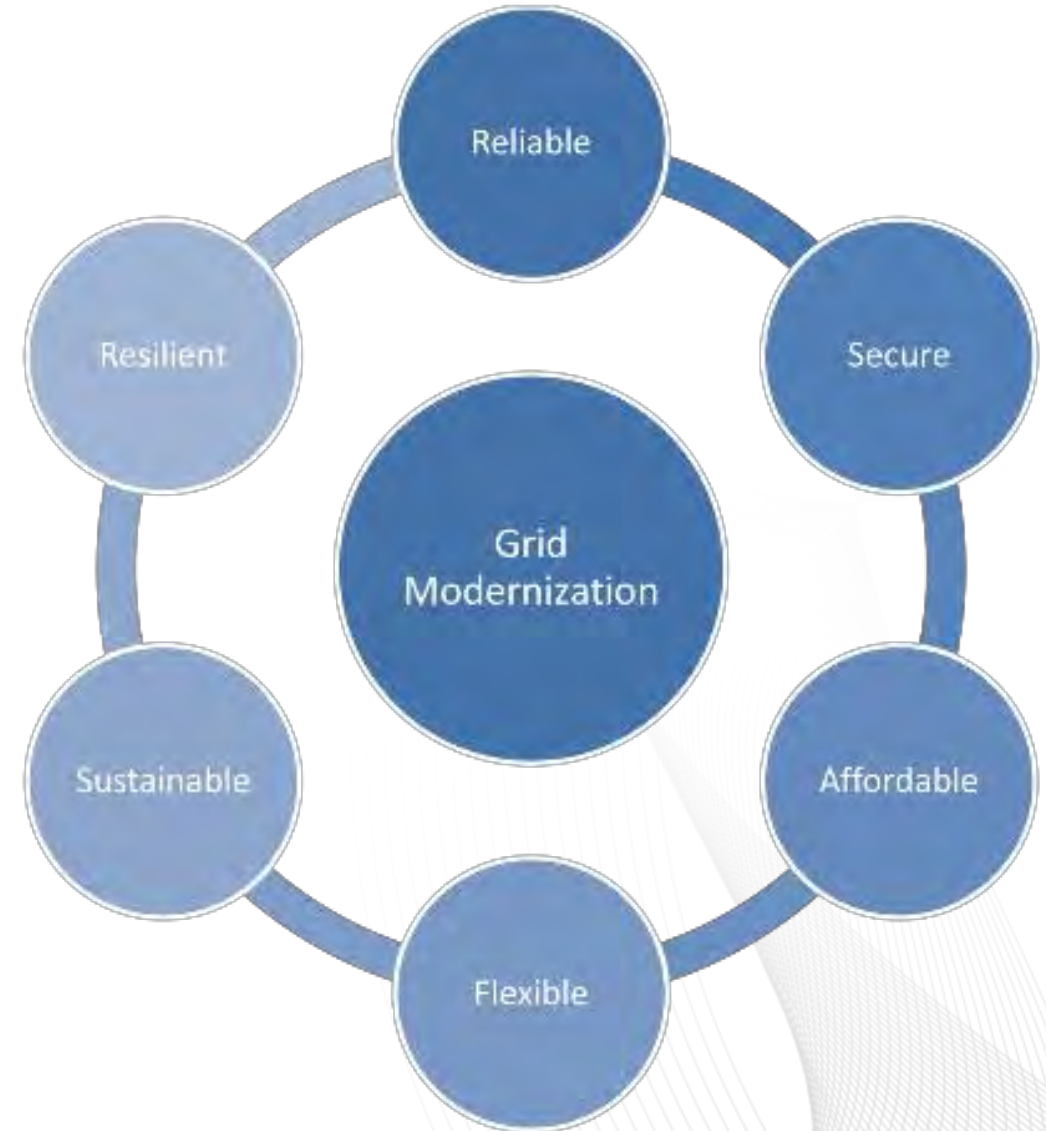 Reliable
Secure
Affordable
Flexible
Sustainable
Resilient
Grid
Modernization